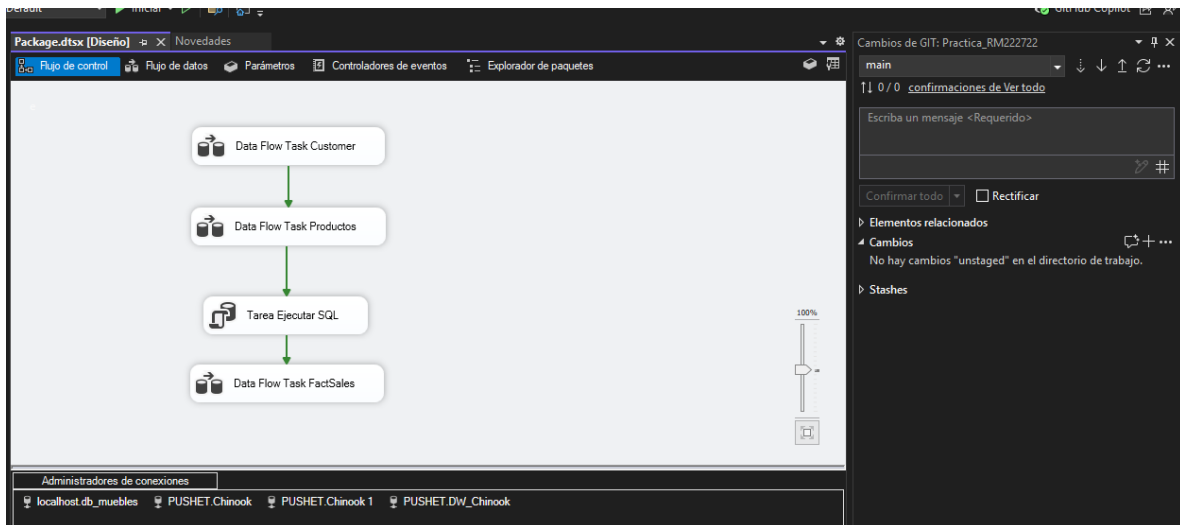 Default
Iniciar
GitHub Copilot
Package.dtsx [Diseño]
Novedades
Flujo de control
Flujo de datos
Parámetros
Controladores de eventos
Explorador de paquetes
Data Flow Task Customer
Data Flow Task Productos
Tarea Ejecutar SQL
Data Flow Task FactSales
100%
Administradores de conexiones
localhost.db_muebles
PUSHET.Chinook
PUSHET.Chinook 1
PUSHET.DW_Chinook
Cambios de GIT: Practica_RM222722
main
0 / 0 confirmaciones de Ver todo
Escriba un mensaje <Requerido>
Confirmar todo
Rectificar
Elementos relacionados
Cambios
No hay cambios "unstaged" en el directorio de trabajo.
Stashes